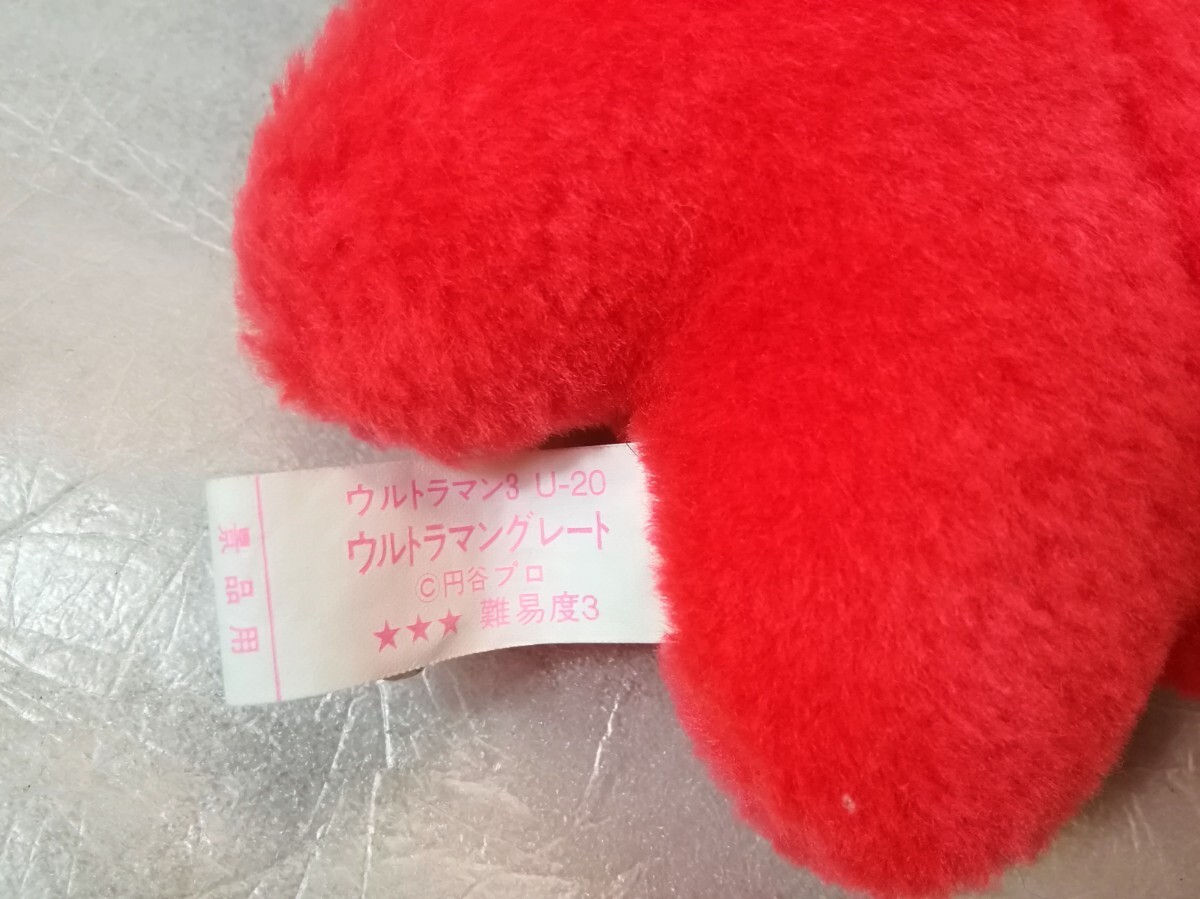 ウルトラマン3 U-20
ウルトラマングレート
©円谷プロ
★★★ 難易度3
景品用